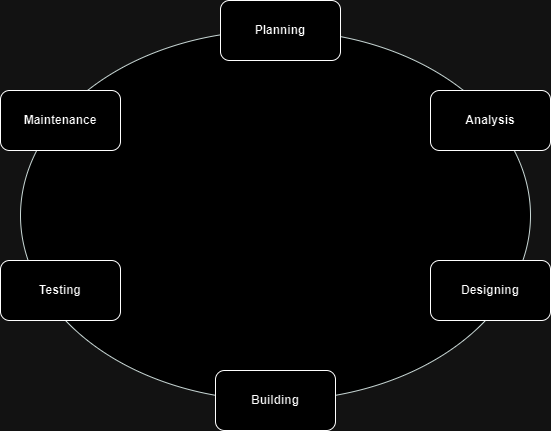 Planning
Maintenance
Analysis
Testing
Designing
Building